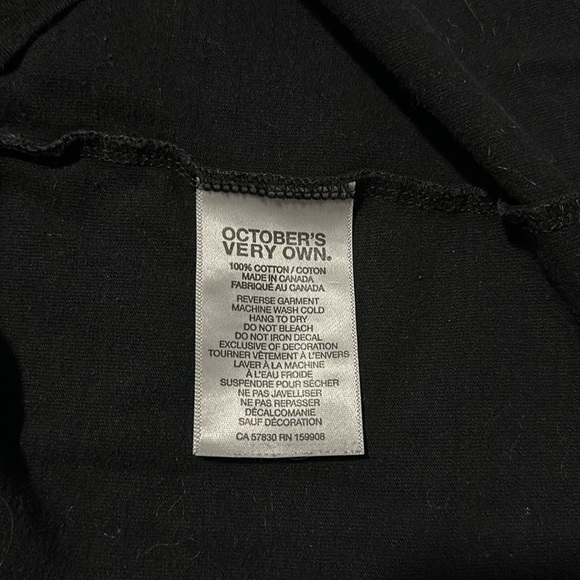 OCTOBER'S
VERY OWN.
100% COTTON / COTON
MADE IN CANADA
FABRIQUÉ AU CANADA
REVERSE GARMENT
MACHINE WASH COLD
HANG TO DRY
DO NOT BLEACH
DO NOT IRON DECAL
EXCLUSIVE OF DECORATION
TOURNER VÊTEMENT À L'ENVERS
LAVER À LA MACHINE
À L'EAU FROIDE
SUSPENDRE POUR SÉCHER
NE PAS JAVELLISER
NE PAS REPASSER
DÉCALCOMANIE
SAUF DÉCORATION
CA 57830 RN 159908